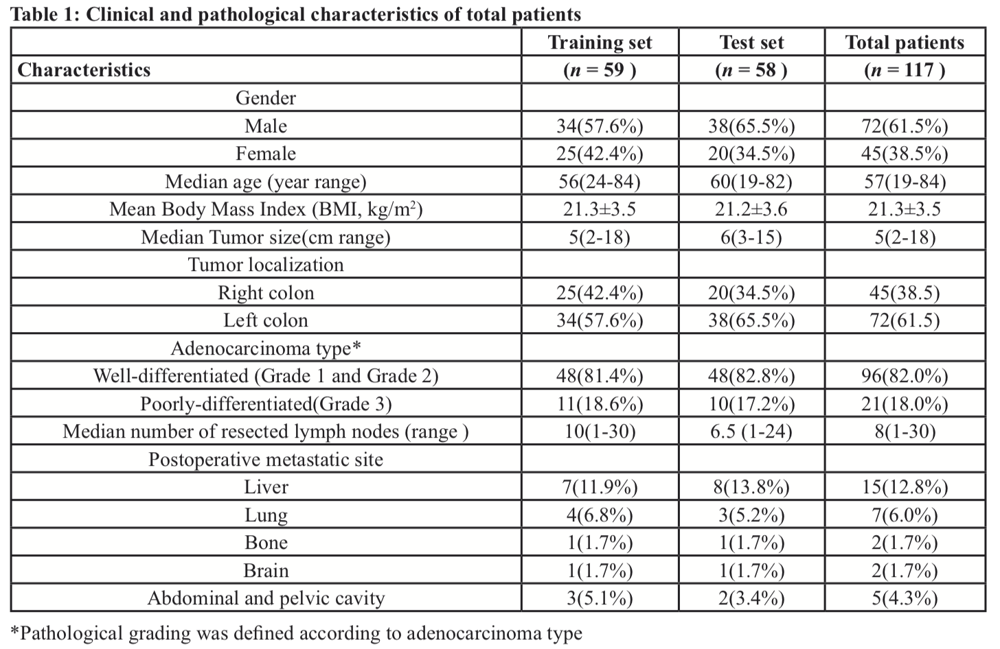 Table 1: Clinical and pathological characteristics of total patients
Training set Test set Total patients
Characteristics (n = 59 ) (n = 58 ) (n = 117 )
Gender
Male 34(57.6%) 38(65.5%) 72(61.5%)
Female 25(42.4%) 20(34.5%) 45(38.5%)
Median age (year range) 56(24-84) 60(19-82) 57(19-84)
Mean Body Mass Index (BMI, kg/m²) 21.3±3.5 21.2±3.6 21.3±3.5
Median Tumor size(cm range) 5(2-18) 6(3-15) 5(2-18)
Tumor localization
Right colon 25(42.4%) 20(34.5%) 45(38.5)
Left colon 34(57.6%) 38(65.5%) 72(61.5)
Adenocarcinoma type*
Well-differentiated (Grade 1 and Grade 2) 48(81.4%) 48(82.8%) 96(82.0%)
Poorly-differentiated(Grade 3) 11(18.6%) 10(17.2%) 21(18.0%)
Median number of resected lymph nodes (range ) 10(1-30) 6.5 (1-24) 8(1-30)
Postoperative metastatic site
Liver 7(11.9%) 8(13.8%) 15(12.8%)
Lung 4(6.8%) 3(5.2%) 7(6.0%)
Bone 1(1.7%) 1(1.7%) 2(1.7%)
Brain 1(1.7%) 1(1.7%) 2(1.7%)
Abdominal and pelvic cavity 3(5.1%) 2(3.4%) 5(4.3%)
*Pathological grading was defined according to adenocarcinoma type